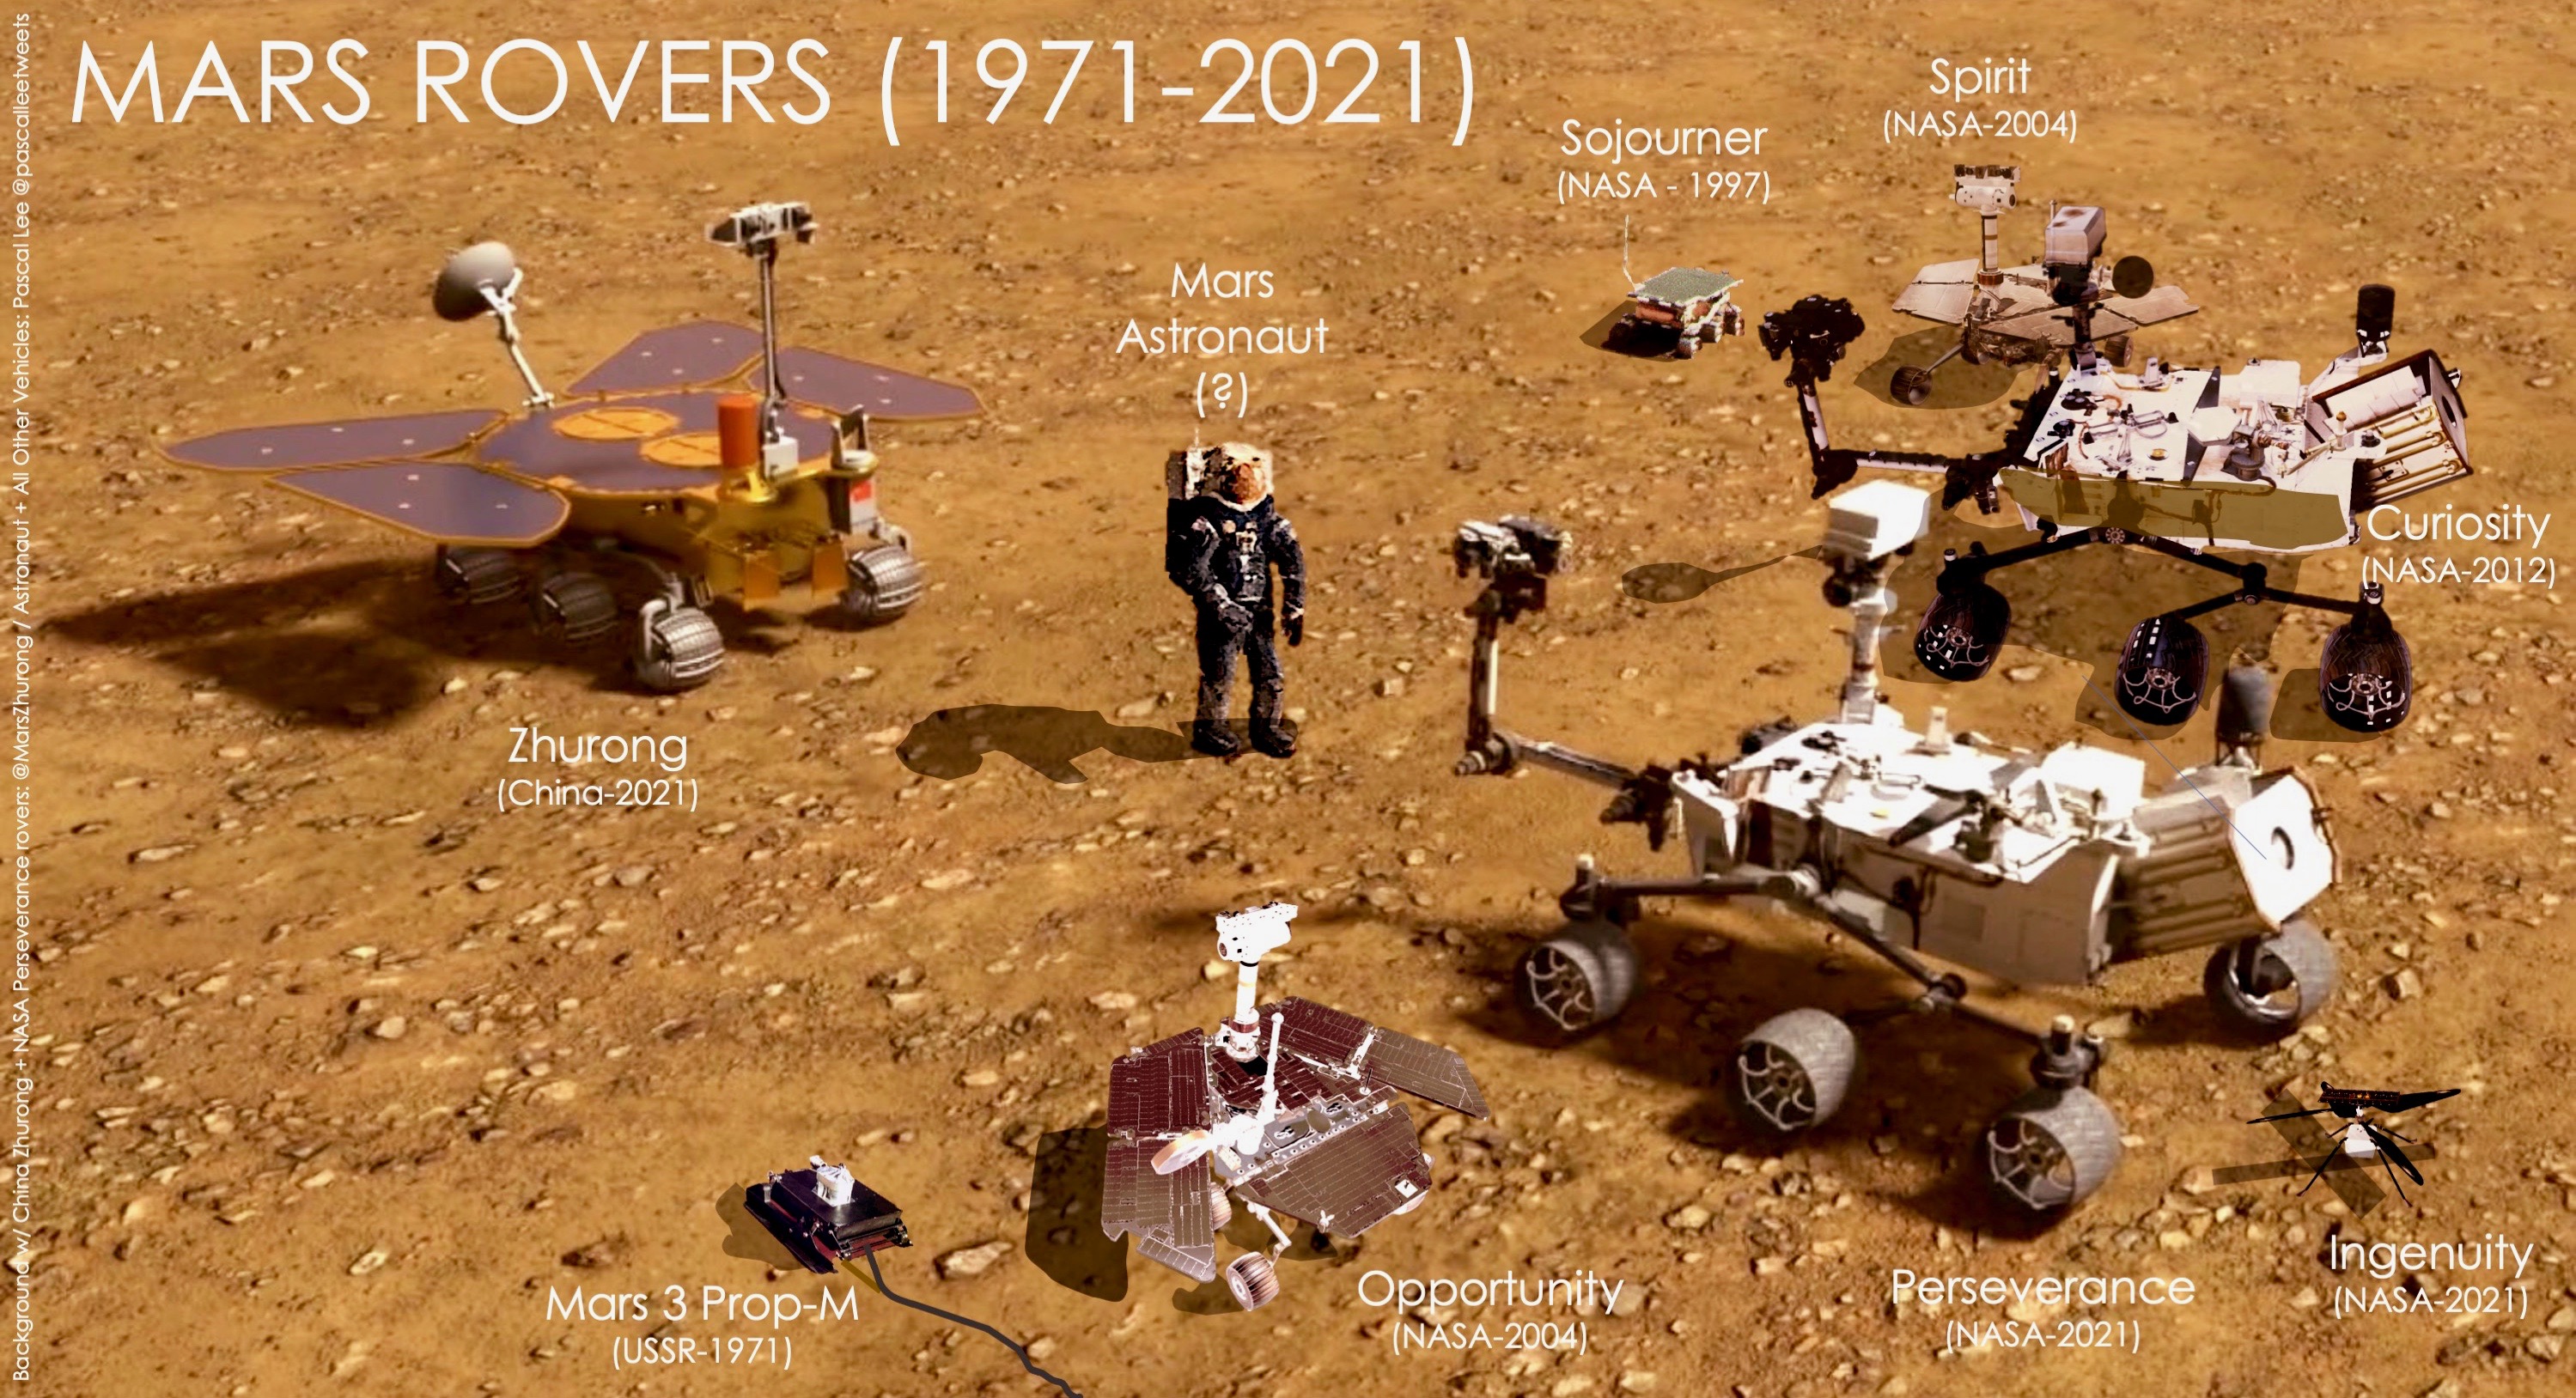 MARS ROVERS (1971-2021)
Spirit
(NASA-2004)
Sojourner
(NASA - 1997)
Mars
Astronaut
(?)
Curiosity
(NASA-2012)
Zhurong
(China-2021)
Mars 3 Prop-M
(USSR-1971)
Opportunity
(NASA-2004)
Perseverance
(NASA-2021)
Ingenuity
(NASA-2021)
Background w/ China Zhurong + NASA Perseverance rovers: @MarsZhurong / Astronaut + All Other Vehicles: Pascal Lee @pascalleetweets